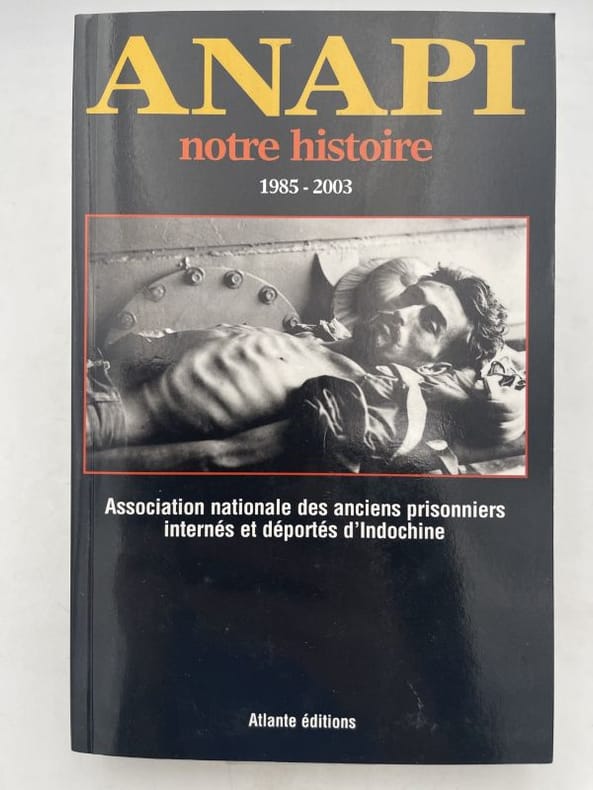 ANAPI
notre histoire
1985 - 2003
Association nationale des anciens prisonniers
internés et déportés d'Indochine
Atlante éditions